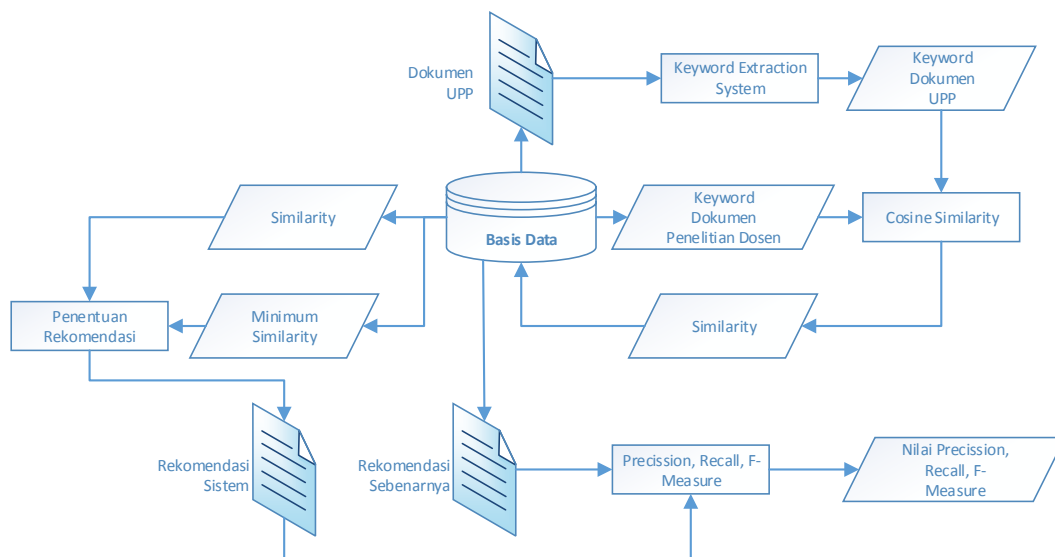 Dokumen
UPP
Keyword Extraction
System
Keyword
Dokumen
UPP
Similarity
Basis Data
Keyword
Dokumen
Penelitian Dosen
Cosine Similarity
Penentuan
Rekomendasi
Minimum
Similarity
Similarity
Rekomendasi
Sistem
Rekomendasi
Sebenarnya
Precission, Recall, F-
Measure
Nilai Precission,
Recall, F-
Measure